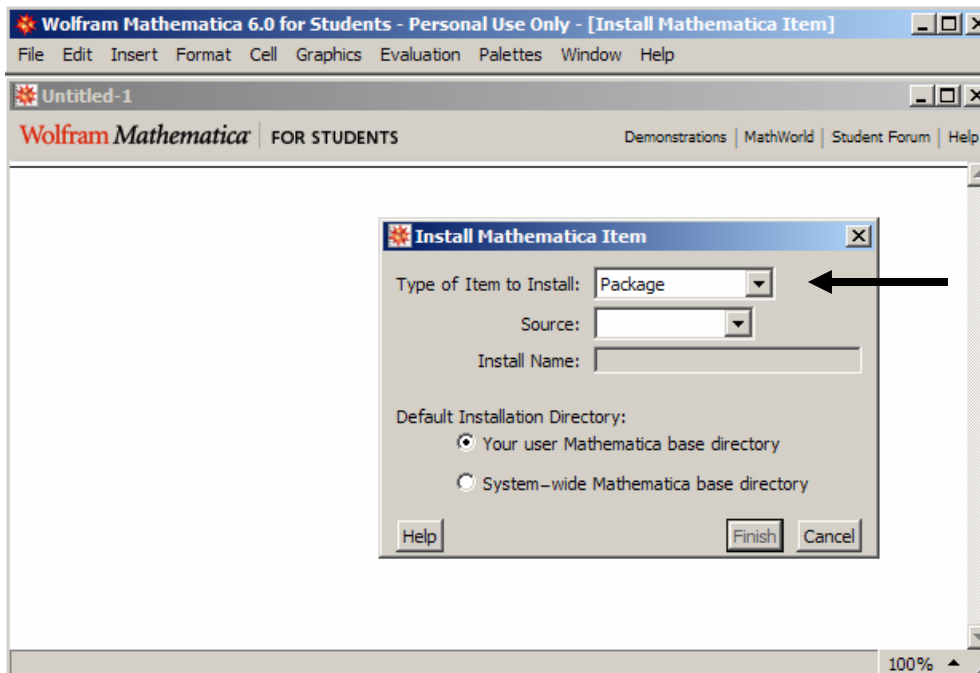 Wolfram Mathematica 6.0 for Students - Personal Use Only - [Install Mathematica Item]
File Edit Insert Format Cell Graphics Evaluation Palettes Window Help
Untitled-1
Wolfram Mathematica FOR STUDENTS Demonstrations | MathWorld | Student Forum | Help
Install Mathematica Item
Type of Item to Install: Package
Source:
Install Name:
Default Installation Directory:
Your user Mathematica base directory
System-wide Mathematica base directory
Help Finish Cancel
100%